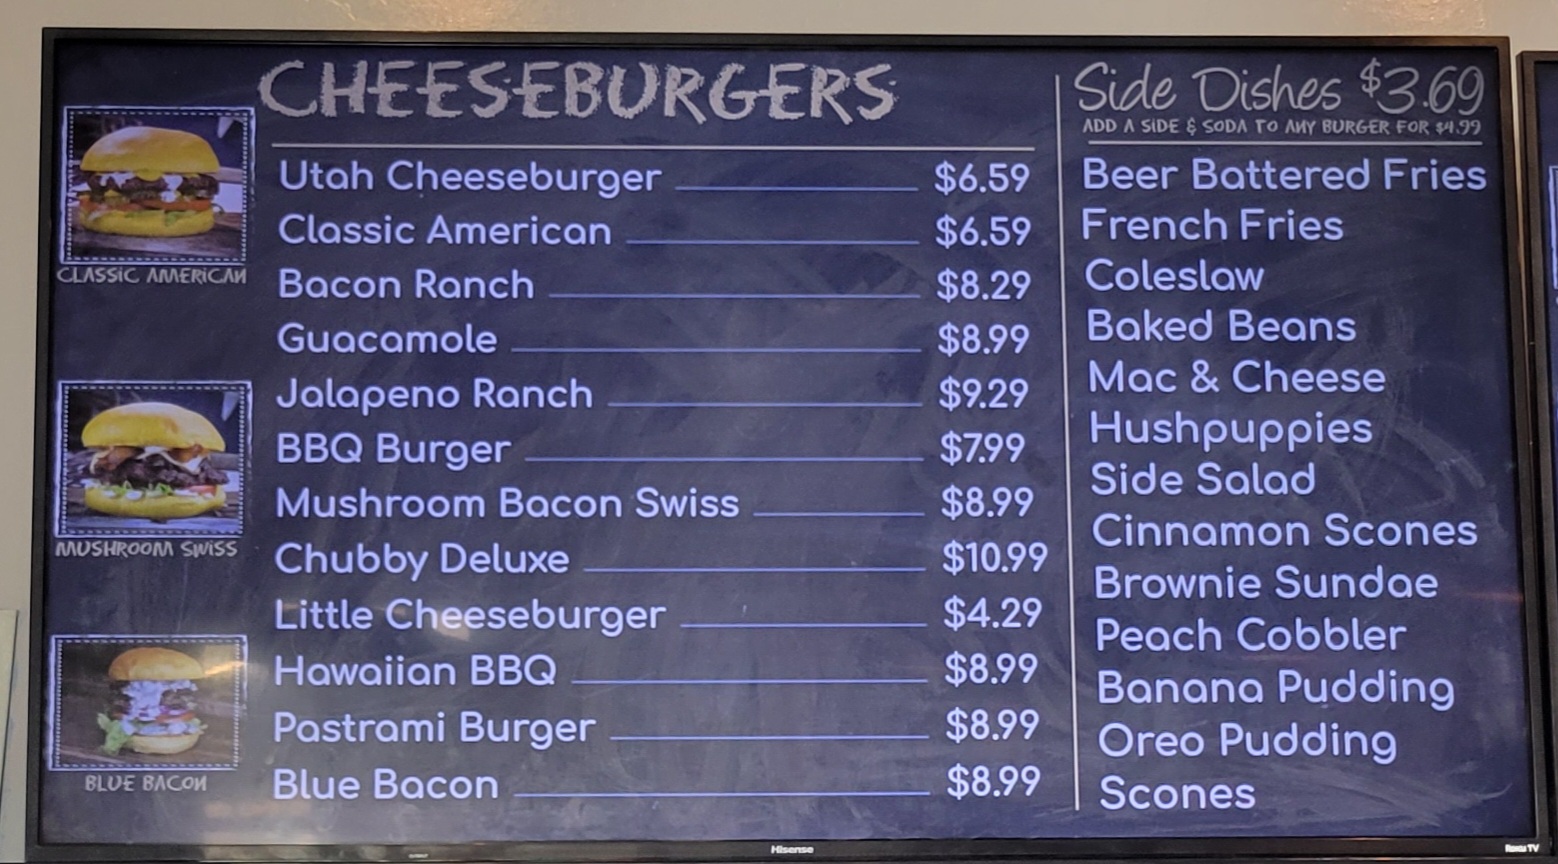 CHEESEBURGERS
Utah Cheeseburger $6.59
Classic American $6.59
Bacon Ranch $8.29
Guacamole $8.99
Jalapeno Ranch $9.29
BBQ Burger $7.99
Mushroom Bacon Swiss $8.99
Chubby Deluxe $10.99
Little Cheeseburger $4.29
Hawaiian BBQ $8.99
Pastrami Burger $8.99
Blue Bacon $8.99
CLASSIC AMERICAN
MUSHROOM SWISS
BLUE BACON
Side Dishes $3.69
ADD A SIDE & SODA TO ANY BURGER FOR $4.99
Beer Battered Fries
French Fries
Coleslaw
Baked Beans
Mac & Cheese
Hushpuppies
Side Salad
Cinnamon Scones
Brownie Sundae
Peach Cobbler
Banana Pudding
Oreo Pudding
Scones
Hisense
Roku TV